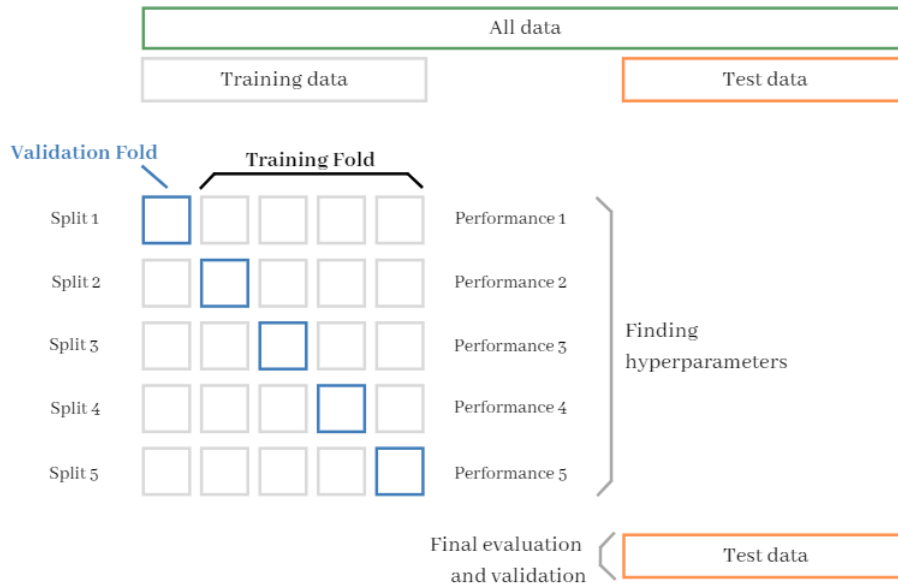 All data
Training data
Test data
Validation Fold
Training Fold
Split 1
Performance 1
Split 2
Performance 2
Split 3
Performance 3
Split 4
Performance 4
Split 5
Performance 5
Finding
hyperparameters
Final evaluation
and validation
Test data